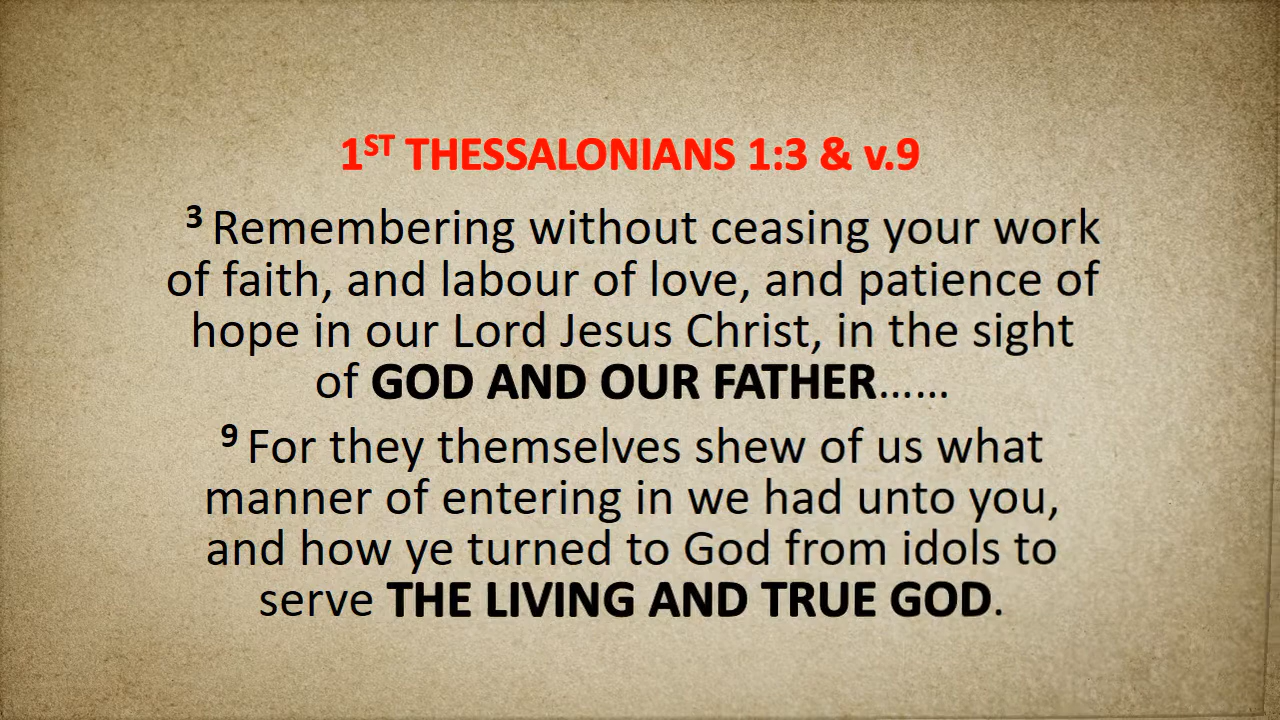 1ST THESSALONIANS 1:3 & v.9
3 Remembering without ceasing your work
of faith, and labour of love, and patience of
hope in our Lord Jesus Christ, in the sight
of GOD AND OUR FATHER......
9 For they themselves shew of us what
manner of entering in we had unto you,
and how ye turned to God from idols to
serve THE LIVING AND TRUE GOD.